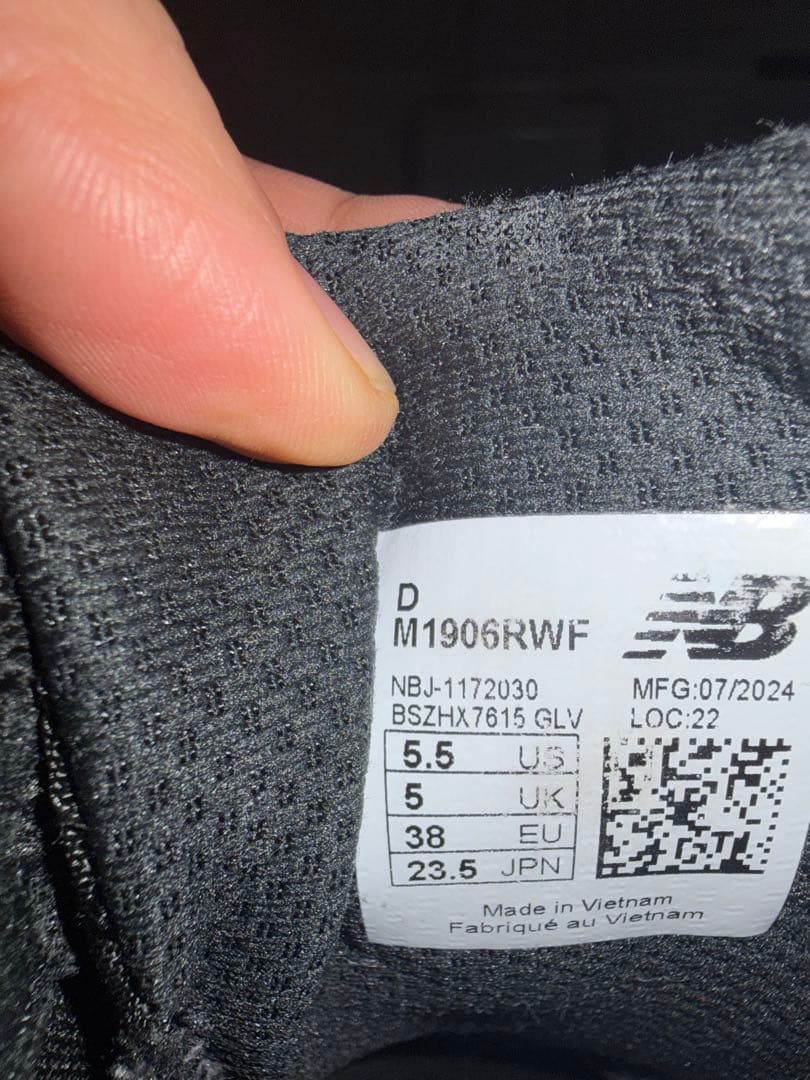 D
M1906RWF
NB
NBJ-1172030
MFG:07/2024
BSZHX7615 GLV
LOC:22
5.5 US
5 UK
38 EU
23.5 JPN
Made in Vietnam
Fabriqué au Vietnam